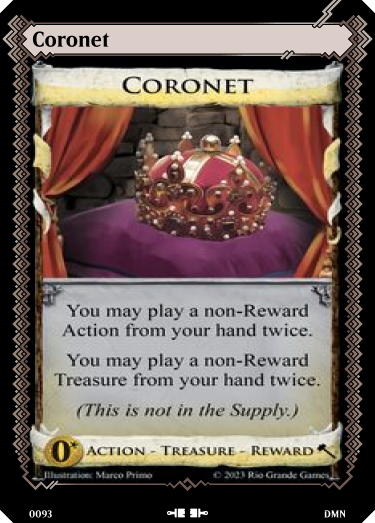 Coronet
CORONET
You may play a non-Reward
Action from your hand twice.
You may play a non-Reward
Treasure from your hand twice.
(This is not in the Supply.)
0* ACTION - TREASURE - REWARD
Illustration: Marco Primo © 2023 Rio Grande Games
0093 DMN